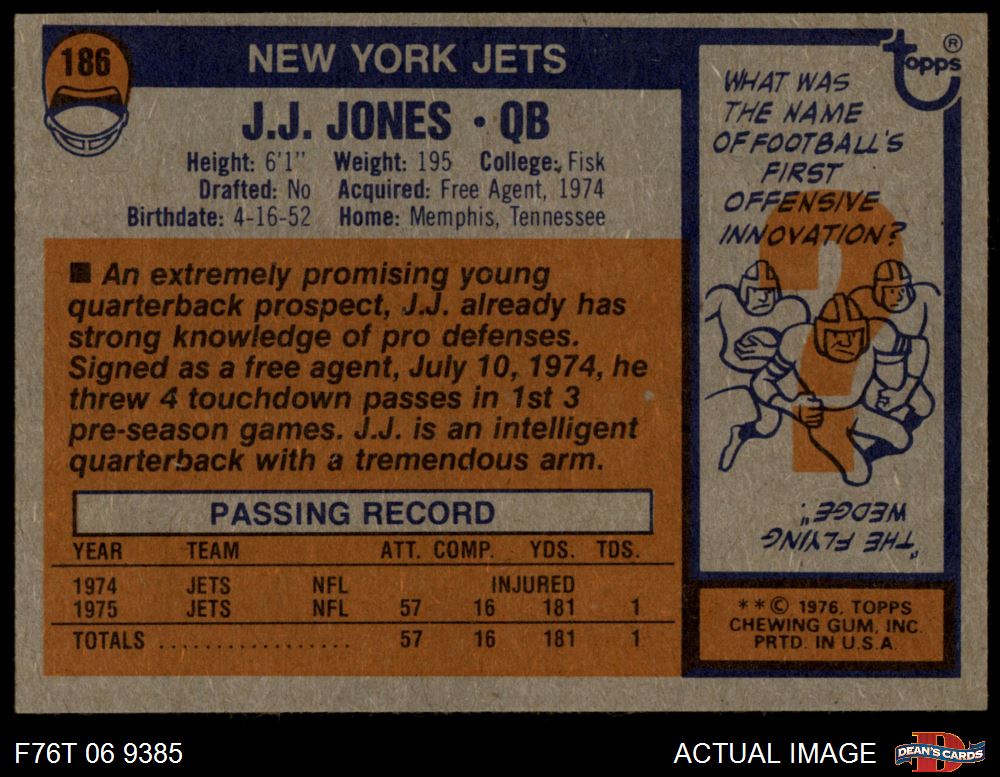 186
NEW YORK JETS
J.J. JONES · QB
Height: 6'1" Weight: 195 College: Fisk
Drafted: No Acquired: Free Agent, 1974
Birthdate: 4-16-52 Home: Memphis, Tennessee
■ An extremely promising young
quarterback prospect, J.J. already has
strong knowledge of pro defenses.
Signed as a free agent, July 10, 1974, he
threw 4 touchdown passes in 1st 3
pre-season games. J.J. is an intelligent
quarterback with a tremendous arm.
PASSING RECORD
YEAR TEAM ATT. COMP. YDS. TDS.
1974 JETS NFL INJURED
1975 JETS NFL 57 16 181 1
TOTALS .................. 57 16 181 1
topps ®
WHAT WAS
THE NAME
OF FOOTBALL'S
FIRST
OFFENSIVE
INNOVATION?
"THE FLYING
WEDGE".
** © 1976, TOPPS
CHEWING GUM, INC.
PRTD. IN U.S.A.
F76T 06 9385
ACTUAL IMAGE
D
DEAN'S CARDS